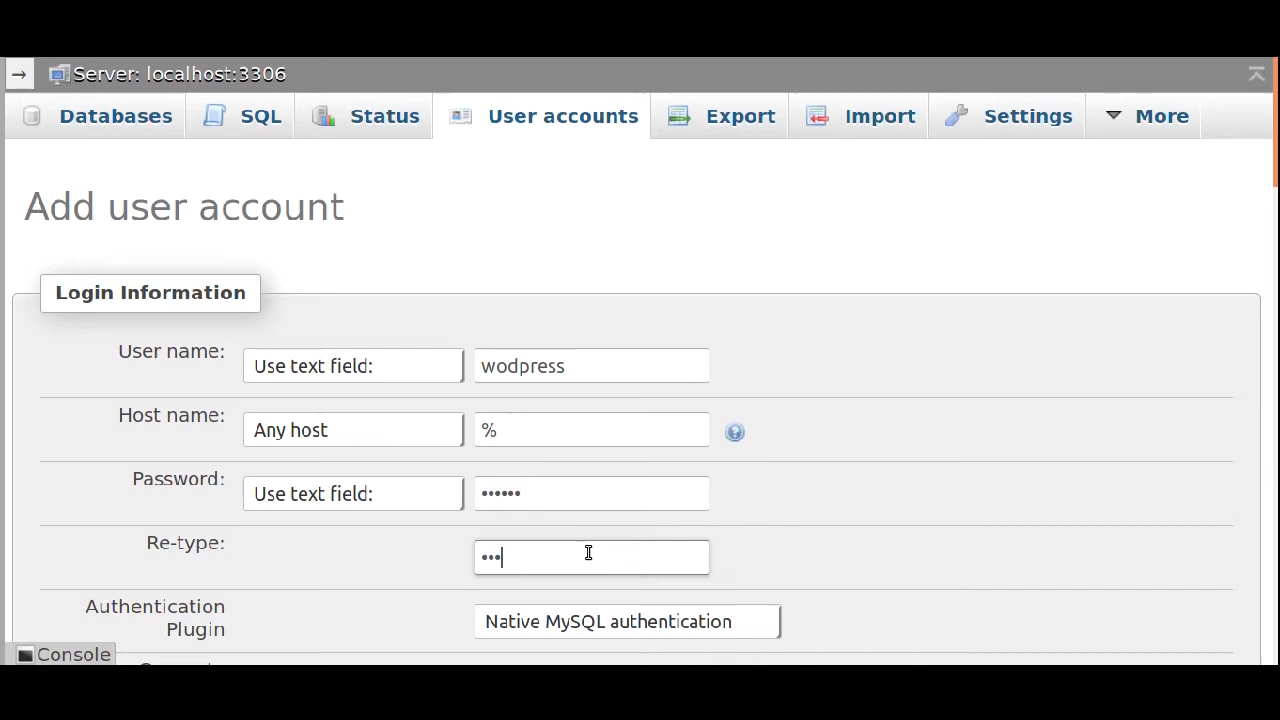 → Server: localhost:3306
Databases SQL Status User accounts Export Import Settings More
Add user account
Login Information
User name: Use text field: wodpress
Host name: Any host %
Password: Use text field: ••••••
Re-type: •••
Authentication Plugin Native MySQL authentication
Console